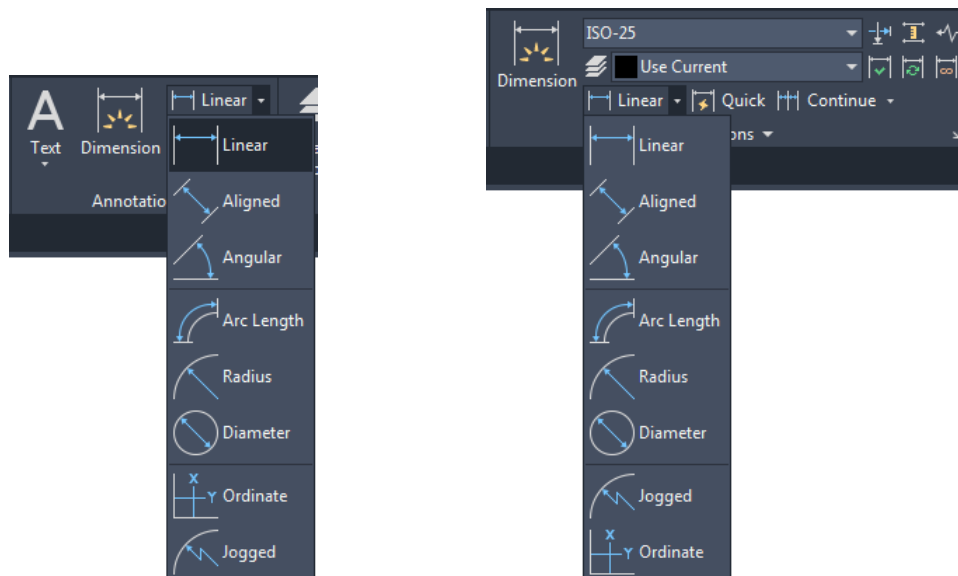 Linear
Text
Dimension
Annotatio
Linear
Aligned
Angular
Arc Length
Radius
Diameter
X
Y
Ordinate
Jogged
ISO-25
Use Current
Dimension
Linear
Quick
Continue
ons
Linear
Aligned
Angular
Arc Length
Radius
Diameter
Jogged
X
Y
Ordinate